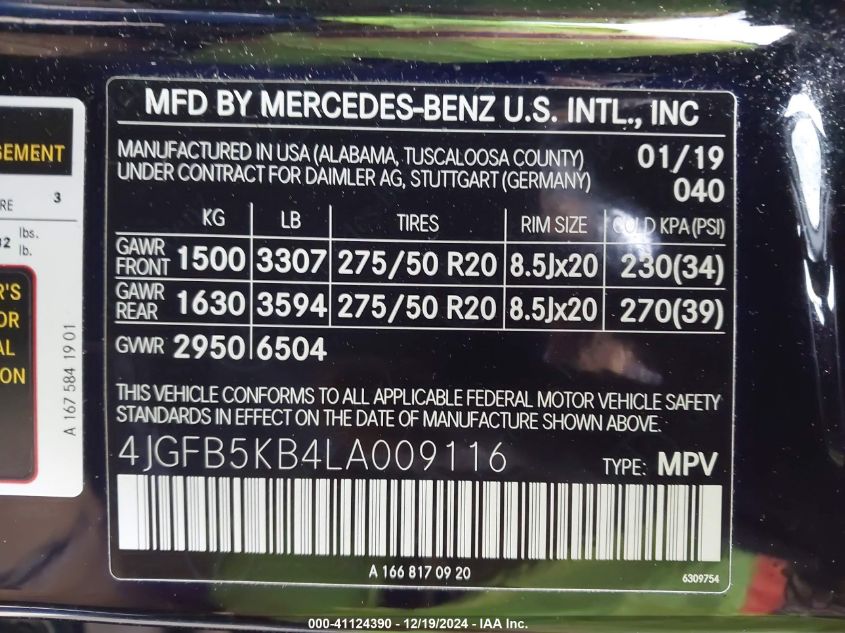 MFD BY MERCEDES-BENZ U.S. INTL., INC
MANUFACTURED IN USA (ALABAMA, TUSCALOOSA COUNTY) 01/19
UNDER CONTRACT FOR DAIMLER AG, STUTTGART (GERMANY) 040
KG LB TIRES RIM SIZE COLD KPA (PSI)
GAWR FRONT 1500 3307 275/50 R20 8.5Jx20 230(34)
GAWR REAR 1630 3594 275/50 R20 8.5Jx20 270(39)
GVWR 2950 6504
THIS VEHICLE CONFORMS TO ALL APPLICABLE FEDERAL MOTOR VEHICLE SAFETY
STANDARDS IN EFFECT ON THE DATE OF MANUFACTURE SHOWN ABOVE.
4JGFB5KB4LA009116 TYPE: MPV
A 166 817 09 20 6309754
GEMENT
RE 3
lbs.
lb.
R'S
OR
AL
ION
A 167 584 19 01
000-41124390 - 12/19/2024 - IAA Inc.